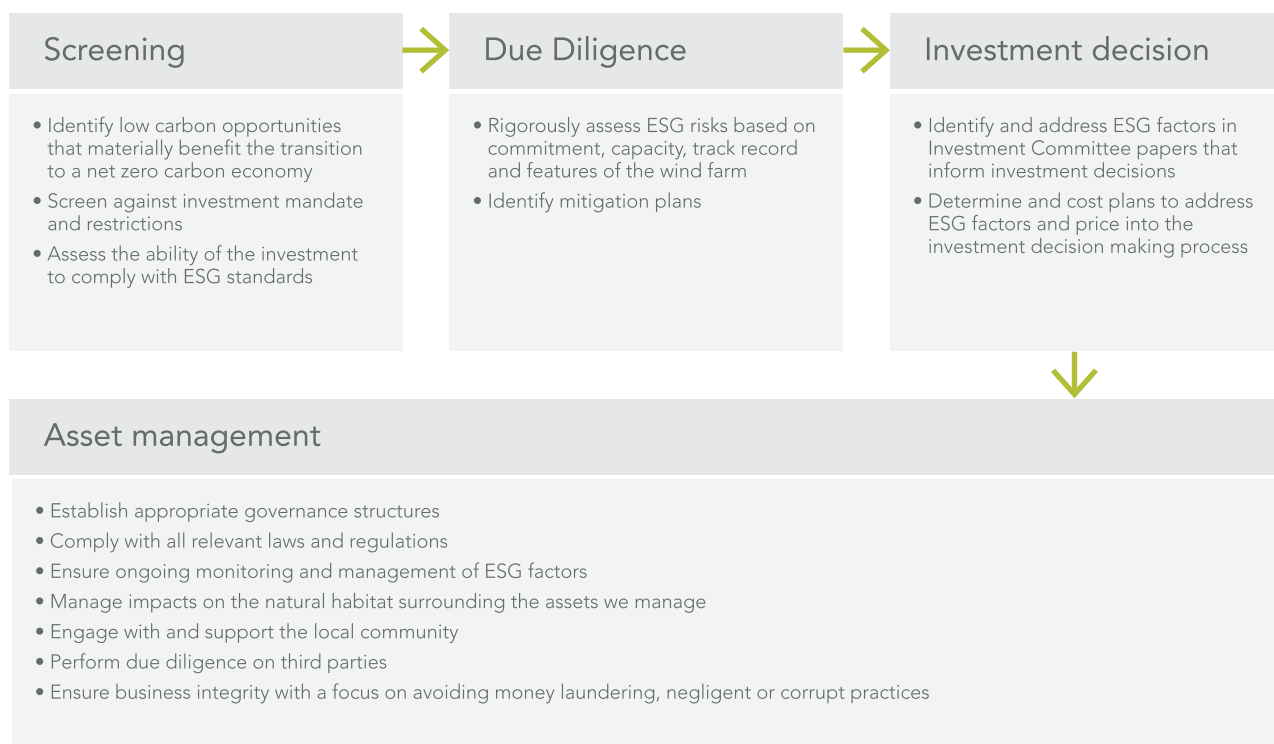 Screening
• Identify low carbon opportunities
that materially benefit the transition
to a net zero carbon economy
• Screen against investment mandate
and restrictions
• Assess the ability of the investment
to comply with ESG standards
Due Diligence
• Rigorously assess ESG risks based on
commitment, capacity, track record
and features of the wind farm
• Identify mitigation plans
Investment decision
• Identify and address ESG factors in
Investment Committee papers that
inform investment decisions
• Determine and cost plans to address
ESG factors and price into the
investment decision making process
Asset management
• Establish appropriate governance structures
• Comply with all relevant laws and regulations
• Ensure ongoing monitoring and management of ESG factors
• Manage impacts on the natural habitat surrounding the assets we manage
• Engage with and support the local community
• Perform due diligence on third parties
• Ensure business integrity with a focus on avoiding money laundering, negligent or corrupt practices